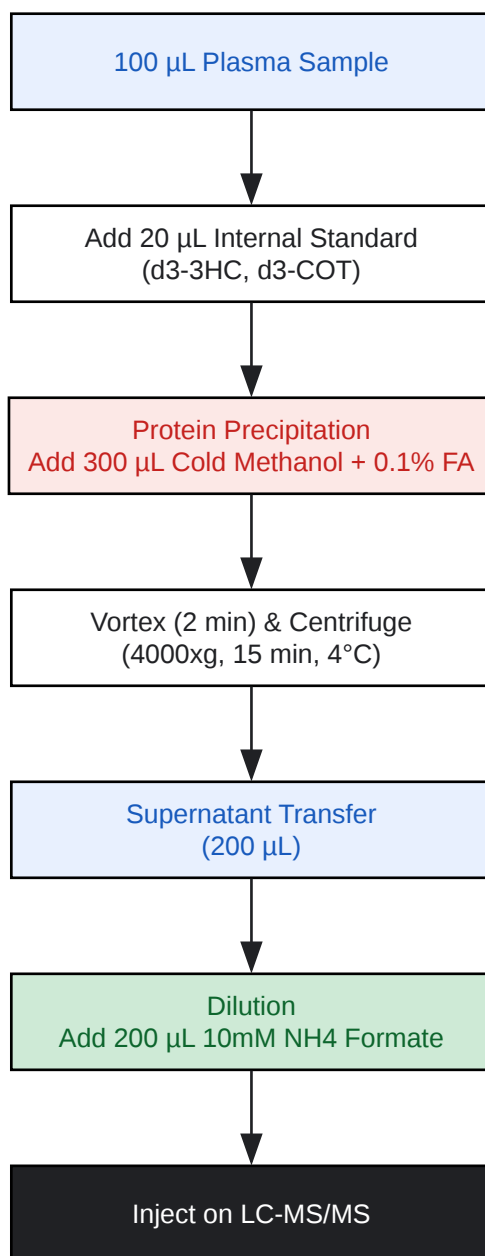 100 µL Plasma Sample
Add 20 µL Internal Standard
(d3-3HC, d3-COT)
Protein Precipitation
Add 300 µL Cold Methanol + 0.1% FA
Vortex (2 min) & Centrifuge
(4000xg, 15 min, 4°C)
Supernatant Transfer
(200 µL)
Dilution
Add 200 µL 10mM NH4 Formate
Inject on LC-MS/MS